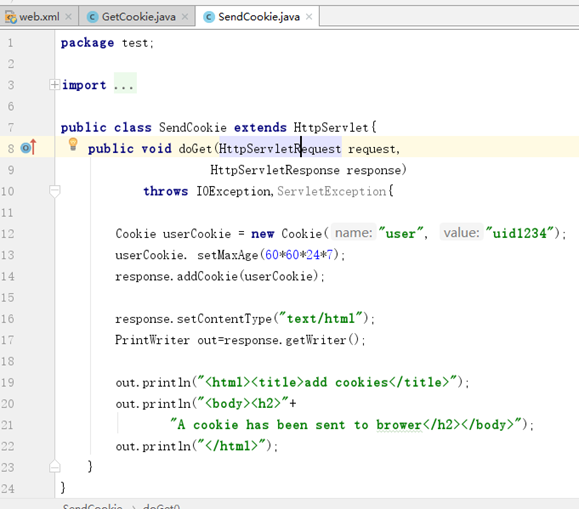 web.xml × GetCookie.java × SendCookie.java ×
1 package test;
2
3 import ...
6
7 public class SendCookie extends HttpServlet{
8 public void doGet(HttpServletRequest request,
9 HttpServletResponse response)
10 throws IOException,ServletException{
11
12 Cookie userCookie = new Cookie( name: "user", value: "uid1234");
13 userCookie. setMaxAge(60*60*24*7);
14 response.addCookie(userCookie);
15
16 response.setContentType("text/html");
17 PrintWriter out=response.getWriter();
18
19 out.println("<html><title>add cookies</title>");
20 out.println("<body><h2>"+
21 "A cookie has been sent to brower</h2></body>");
22 out.println("</html>");
23 }
24 }
SendCookie > doGet()